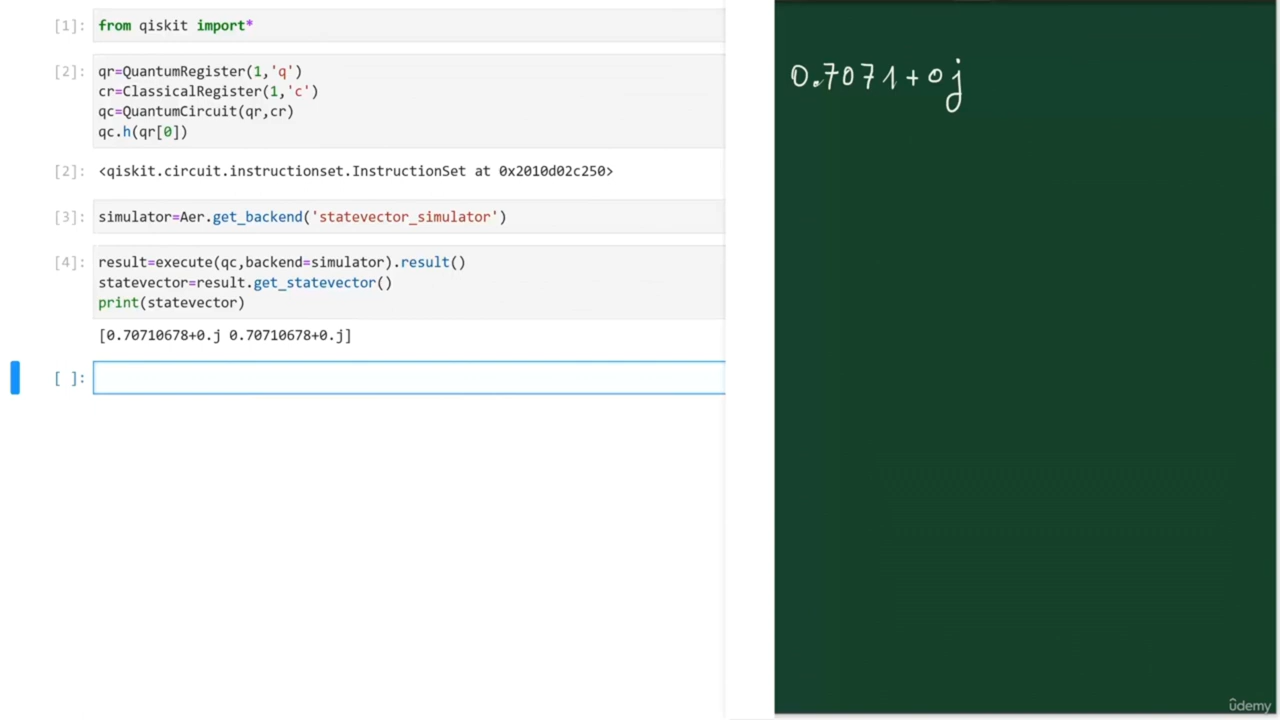 [1]: from qiskit import*
[2]: qr=QuantumRegister(1,'q')
cr=ClassicalRegister(1,'c')
qc=QuantumCircuit(qr,cr)
qc.h(qr[0])
[2]: <qiskit.circuit.instructionset.InstructionSet at 0x2010d02c250>
[3]: simulator=Aer.get_backend('statevector_simulator')
[4]: result=execute(qc,backend=simulator).result()
statevector=result.get_statevector()
print(statevector)
[0.70710678+0.j 0.70710678+0.j]
[ ]:
0.7071+0j
ûdemy